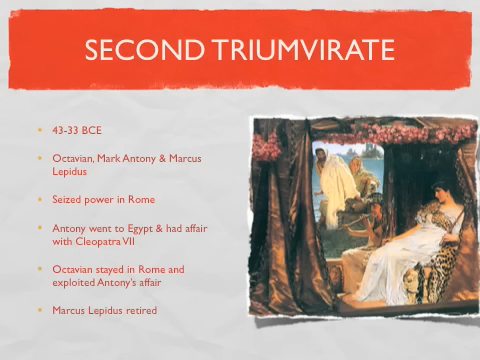 SECOND TRIUMVIRATE
• 43-33 BCE
• Octavian, Mark Antony & Marcus
Lepidus
• Seized power in Rome
• Antony went to Egypt & had affair
with Cleopatra VII
• Octavian stayed in Rome and
exploited Antony's affair
• Marcus Lepidus retired